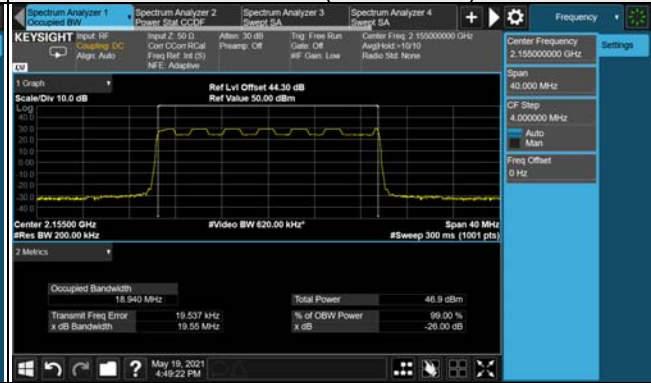 Spectrum Analyzer 1
Occupied BW
Spectrum Analyzer 2
Power Stat CCDF
Spectrum Analyzer 3
Swept SA
Spectrum Analyzer 4
Swept SA
Frequency
KEYSIGHT
Input: RF
Coupling: DC
Align: Auto
Input Z: 50 Ω
Corr CCorr RCal
Freq Ref: Int (S)
NFE: Adaptive
Atten: 30 dB
Preamp: Off
Trig: Free Run
Gate: Off
#IF Gain: Low
Center Freq: 2.155000000 GHz
Avg|Hold:>10/10
Radio Std: None
Center Frequency
2.155000000 GHz
Settings
Span
40.000 MHz
CF Step
4.000000 MHz
Auto
Man
Freq Offset
0 Hz
1 Graph
Scale/Div 10.0 dB
Ref Lvl Offset 44.30 dB
Ref Value 50.00 dBm
Log
40.0
30.0
20.0
10.0
0.00
-10.0
-20.0
-30.0
-40.0
Center 2.15500 GHz
#Res BW 200.00 kHz
#Video BW 620.00 kHz*
Span 40 MHz
#Sweep 300 ms (1001 pts)
2 Metrics
Occupied Bandwidth
18.940 MHz
Total Power 46.9 dBm
Transmit Freq Error 19.537 kHz
% of OBW Power 99.00 %
x dB Bandwidth 19.55 MHz
x dB -26.00 dB
May 19, 2021
4:49:22 PM